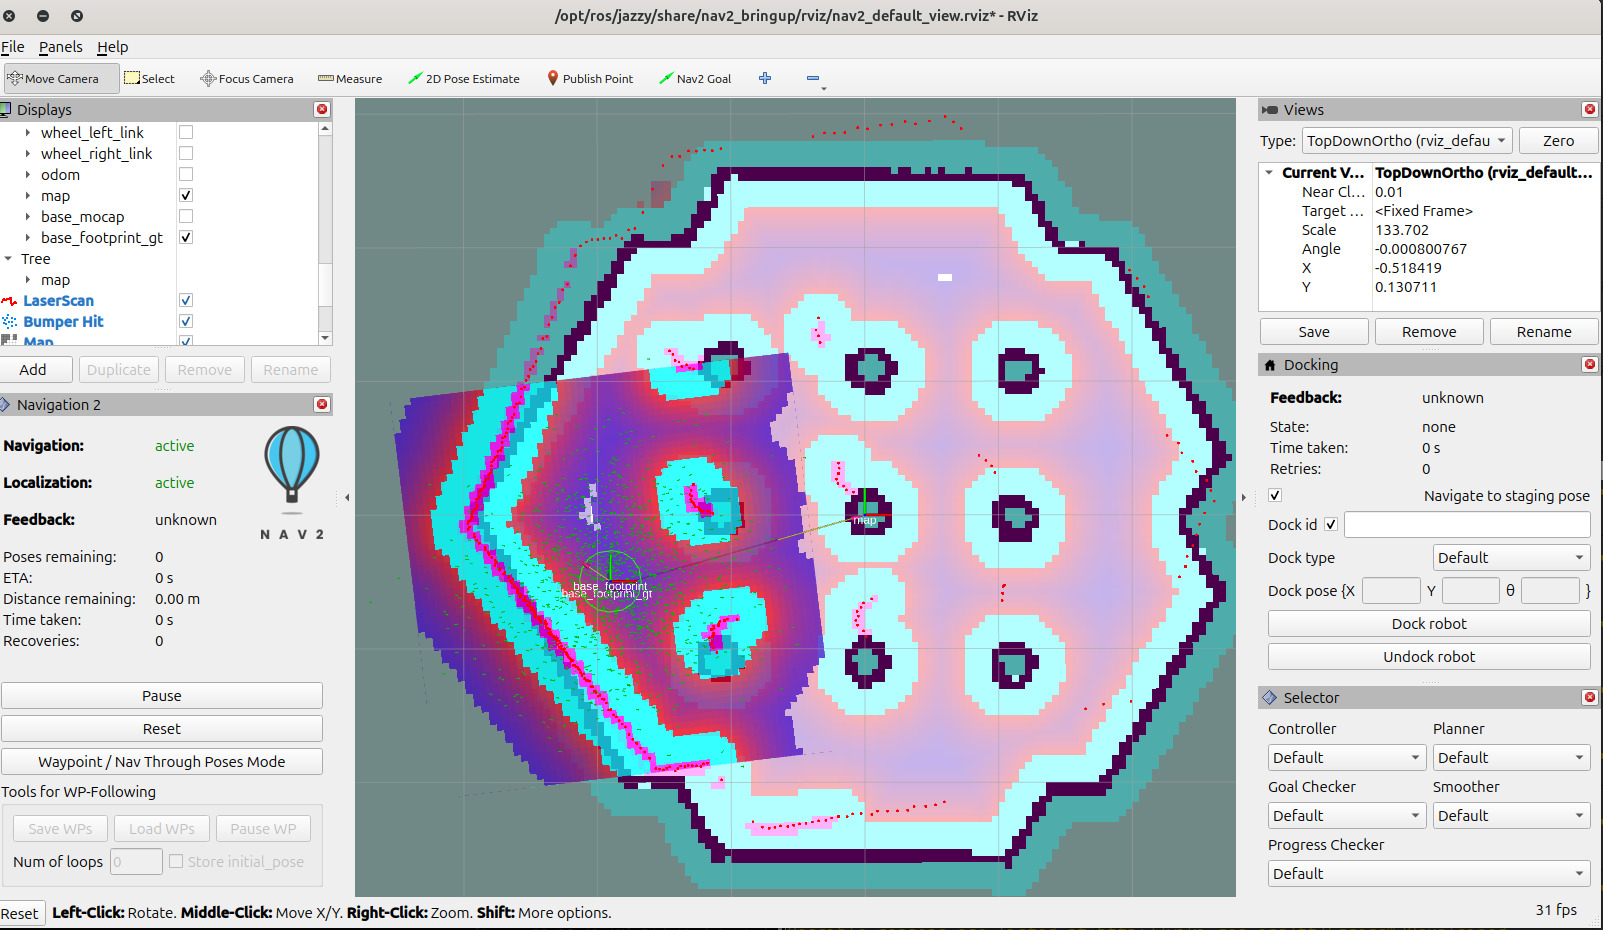 /opt/ros/jazzy/share/nav2_bringup/rviz/nav2_default_view.rviz* - RViz
File Panels Help
Move Camera Select Focus Camera Measure 2D Pose Estimate Publish Point Nav2 Goal
Displays
wheel_left_link
wheel_right_link
odom
map
base_mocap
base_footprint_gt
Tree
map
LaserScan
Bumper Hit
Map
Add Duplicate Remove Rename
Navigation 2
Navigation: active
Localization: active
Feedback: unknown
NAV2
Poses remaining: 0
ETA: 0 s
Distance remaining: 0.00 m
Time taken: 0 s
Recoveries: 0
Pause
Reset
Waypoint / Nav Through Poses Mode
Tools for WP-Following
Save WPs Load WPs Pause WP
Num of loops 0 Store initial_pose
map
base_footprint
base_footprint_gt
Views
Type: TopDownOrtho (rviz_defau Zero
Current V... TopDownOrtho (rviz_default...
Near Cl... 0.01
Target ... <Fixed Frame>
Scale 133.702
Angle -0.000800767
X -0.518419
Y 0.130711
Save Remove Rename
Docking
Feedback: unknown
State: none
Time taken: 0 s
Retries: 0
Navigate to staging pose
Dock id
Dock type Default
Dock pose {X Y θ }
Dock robot
Undock robot
Selector
Controller Planner
Default Default
Goal Checker Smoother
Default Default
Progress Checker
Default
Reset Left-Click: Rotate. Middle-Click: Move X/Y. Right-Click: Zoom. Shift: More options. 31 fps